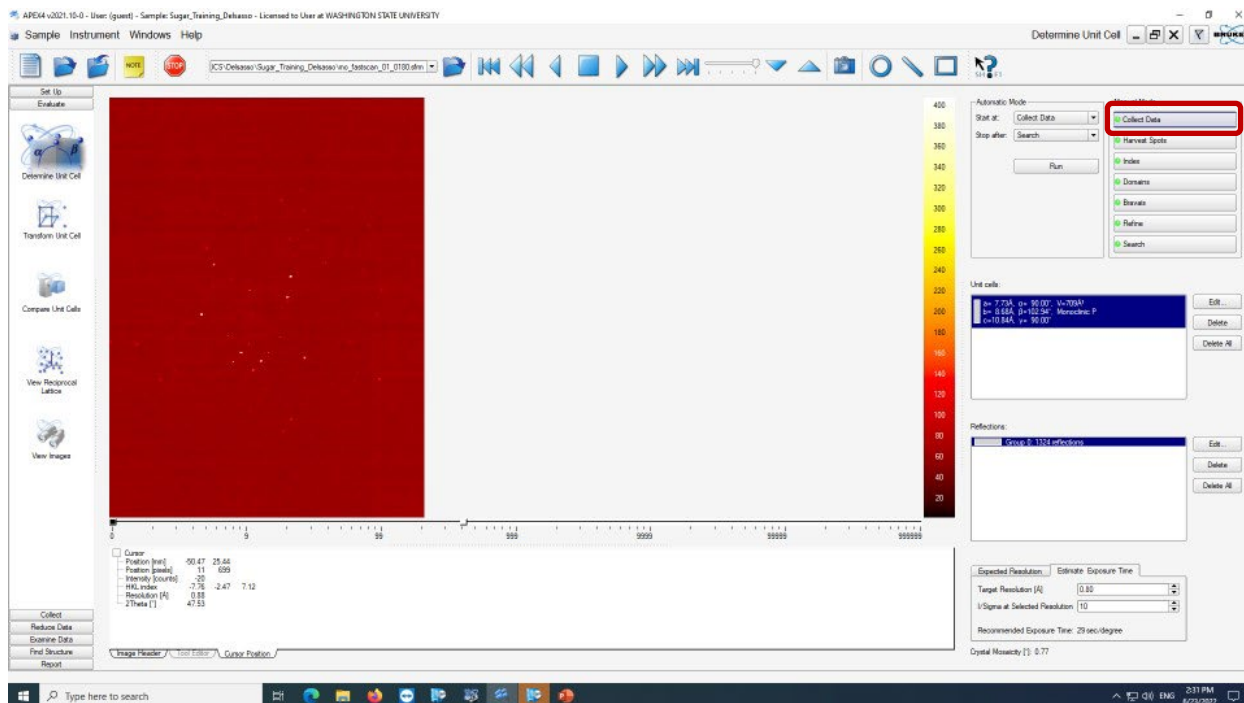 APEX4 v2021.10-0 - User: (guest) - Sample: Sugar_Training_Delsasso - Licensed to User at WASHINGTON STATE UNIVERSITY
Sample Instrument Windows Help
Determine Unit Cell
BRUKER
NOTE
STOP
ICS\Delsasso\Sugar_Training_Delsasso\mo_fastscan_01_0180.sfrm
Set Up
Evaluate
Determine Unit Cell
Transform Unit Cell
Compare Unit Cells
View Reciprocal
Lattice
View Images
Collect
Reduce Data
Examine Data
Find Structure
Report
400
380
360
340
320
300
280
260
240
220
200
180
160
140
120
100
80
60
40
20
0 9 99 999 9999 99999 999999
Cursor
Position [mm] -50.47 25.44
Position [pixels] 11 699
Intensity [counts] -20
HKL index -7.76 -2.47 7.12
Resolution [Å] 0.88
2Theta [°] 47.53
Image Header Tool Editor Cursor Position
Automatic Mode
Start at: Collect Data
Stop after: Search
Run
Collect Data
Harvest Spots
Index
Domains
Bravais
Refine
Search
Unit cells:
a= 7.73Å, α= 90.00°, V=709Å³
b= 8.68Å, β=102.94°, Monoclinic P
c=10.84Å, γ= 90.00°
Edit...
Delete
Delete All
Reflections:
Group 0: 1324 reflections
Edit...
Delete
Delete All
Expected Resolution Estimate Exposure Time
Target Resolution [Å] 0.80
I/Sigma at Selected Resolution 10
Recommended Exposure Time: 29 sec/degree
Crystal Mosaicity [°]: 0.77
Type here to search
ENG
2:31 PM
6/23/2022